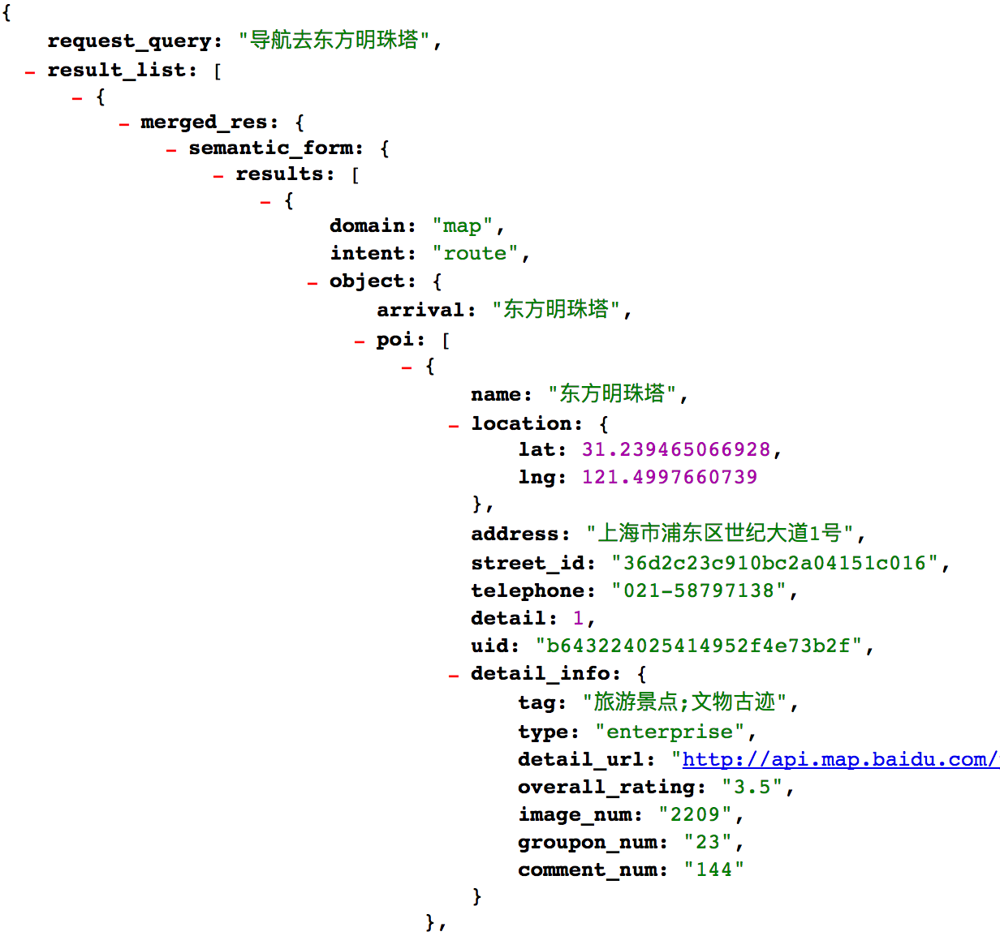 {
request_query: "导航去东方明珠塔",
- result_list: [
- {
- merged_res: {
- semantic_form: {
- results: [
- {
domain: "map",
intent: "route",
- object: {
arrival: "东方明珠塔",
- poi: [
- {
name: "东方明珠塔",
- location: {
lat: 31.239465066928,
lng: 121.4997660739
},
address: "上海市浦东区世纪大道1号",
street_id: "36d2c23c910bc2a04151c016",
telephone: "021-58797138",
detail: 1,
uid: "b643224025414952f4e73b2f",
- detail_info: {
tag: "旅游景点;文物古迹",
type: "enterprise",
detail_url: "http://api.map.baidu.com/
overall_rating: "3.5",
image_num: "2209",
groupon_num: "23",
comment_num: "144"
}
},